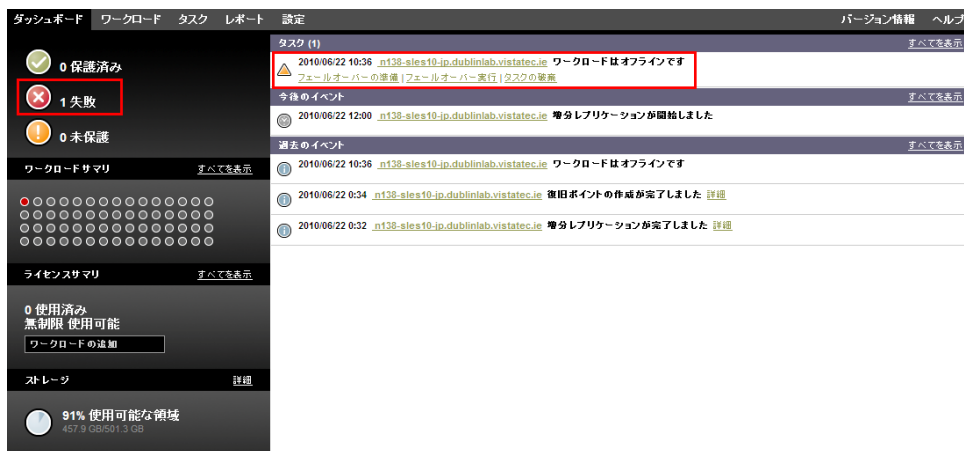 ダッシュボード ワークロード タスク レポート 設定 バージョン情報 ヘルプ
0 保護済み
1 失敗
0 未保護
ワークロードサマリ すべてを表示
ライセンスサマリ すべてを表示
0 使用済み
無制限 使用可能
ワークロードの追加
ストレージ 詳細
91% 使用可能な領域
457.9 GB/501.3 GB
タスク (1) すべてを表示
2010/06/22 10:36 _n138-sles10-jp.dublinlab.vistatec.ie ワークロードはオフラインです
フェールオーバーの準備 | フェールオーバー実行 | タスクの破棄
今後のイベント すべてを表示
2010/06/22 12:00 _n138-sles10-jp.dublinlab.vistatec.ie 増分レプリケーションが開始しました
過去のイベント すべてを表示
2010/06/22 10:36 _n138-sles10-jp.dublinlab.vistatec.ie ワークロードはオフラインです
2010/06/22 0:34 _n138-sles10-jp.dublinlab.vistatec.ie 復旧ポイントの作成が完了しました 詳細
2010/06/22 0:32 _n138-sles10-jp.dublinlab.vistatec.ie 増分レプリケーションが完了しました 詳細